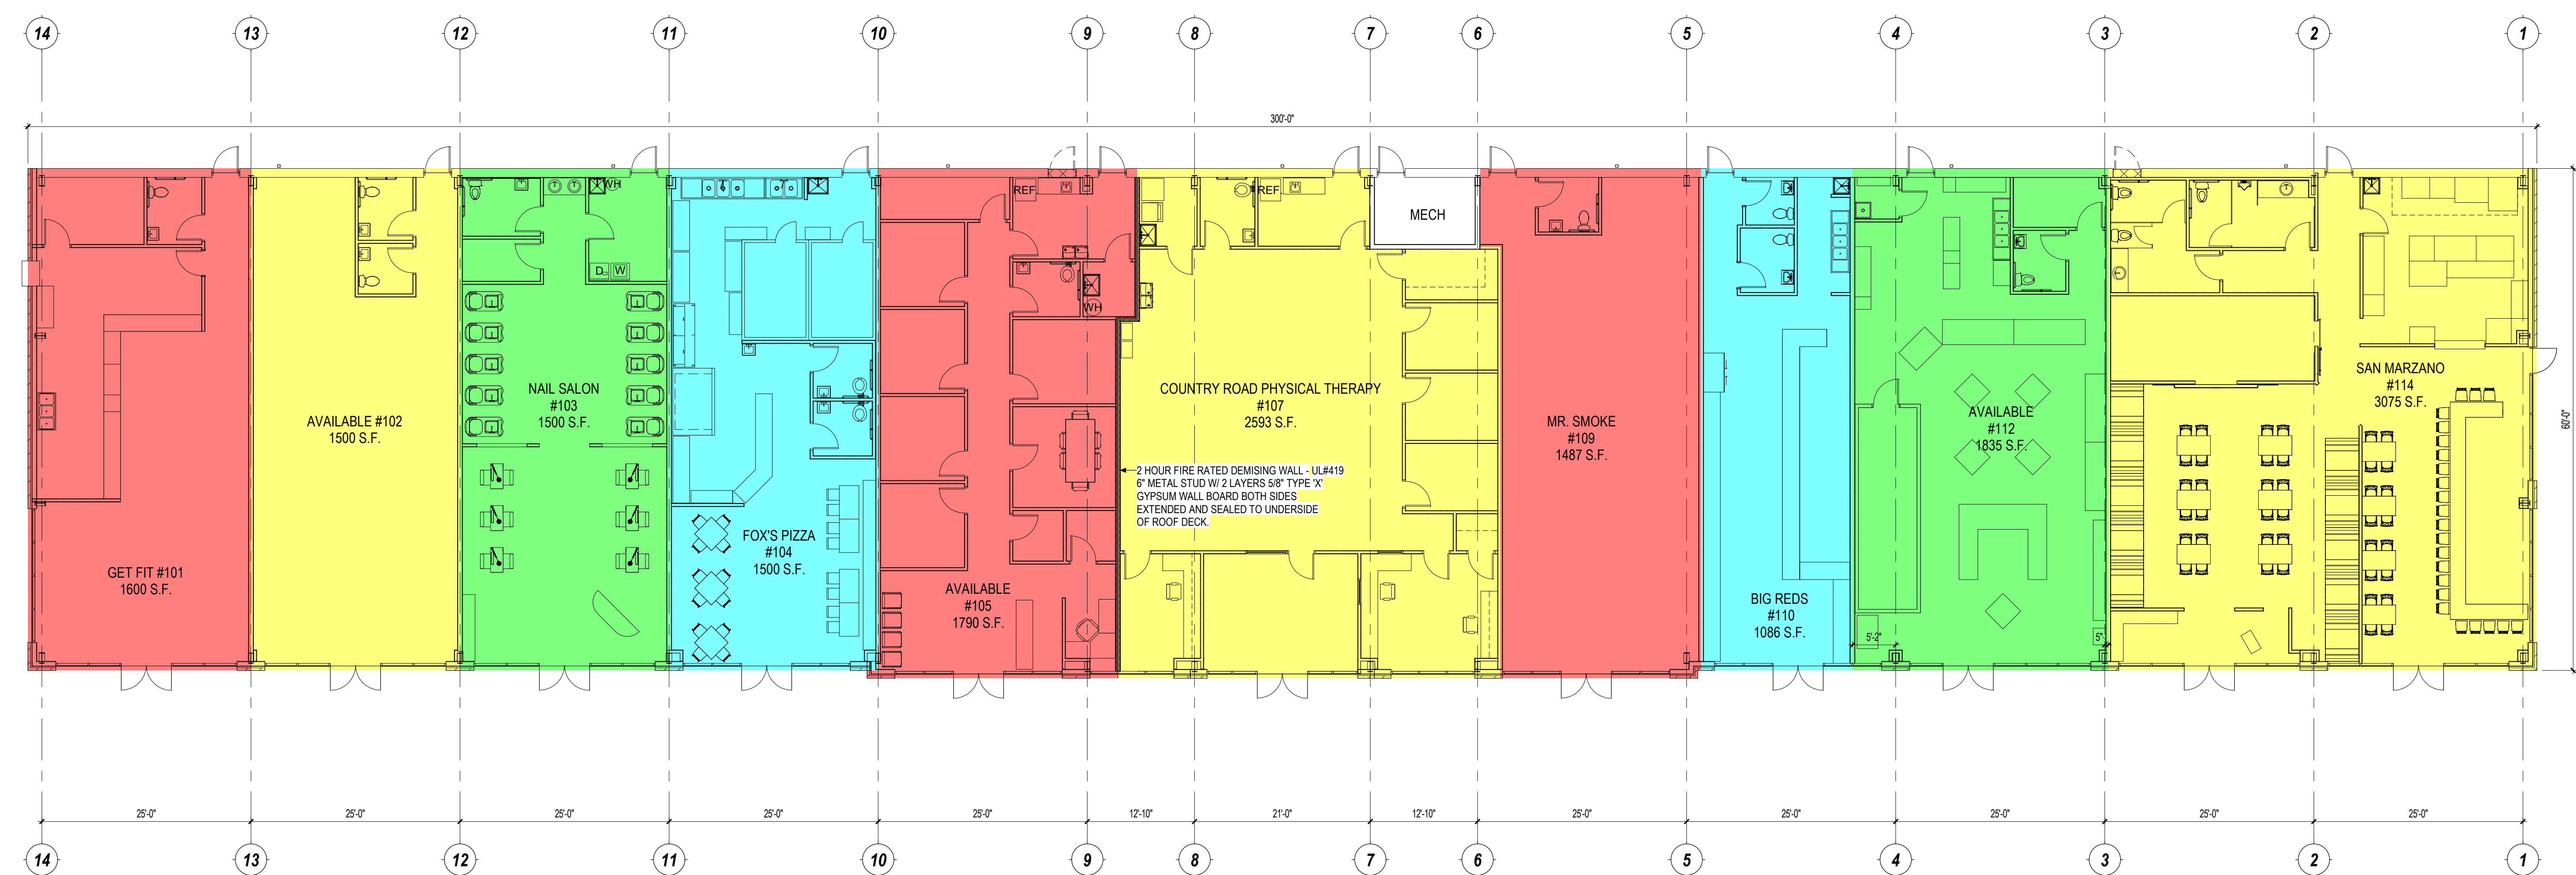 14 13 12 11 10 9 8 7 6 5 4 3 2 1
300'-0"
60'-0"
WH
REF
REF
MECH
D
W
WH
GET FIT #101
1600 S.F.
AVAILABLE #102
1500 S.F.
NAIL SALON
#103
1500 S.F.
FOX'S PIZZA
#104
1500 S.F.
AVAILABLE
#105
1790 S.F.
COUNTRY ROAD PHYSICAL THERAPY
#107
2593 S.F.
2 HOUR FIRE RATED DEMISING WALL - UL#419
6" METAL STUD W/ 2 LAYERS 5/8" TYPE 'X'
GYPSUM WALL BOARD BOTH SIDES
EXTENDED AND SEALED TO UNDERSIDE
OF ROOF DECK.
MR. SMOKE
#109
1487 S.F.
BIG REDS
#110
1086 S.F.
AVAILABLE
#112
1835 S.F.
5'-2"
5"
SAN MARZANO
#114
3075 S.F.
25'-0" 25'-0" 25'-0" 25'-0" 25'-0" 12'-10" 21'-0" 12'-10" 25'-0" 25'-0" 25'-0" 25'-0" 25'-0"
14 13 12 11 10 9 8 7 6 5 4 3 2 1